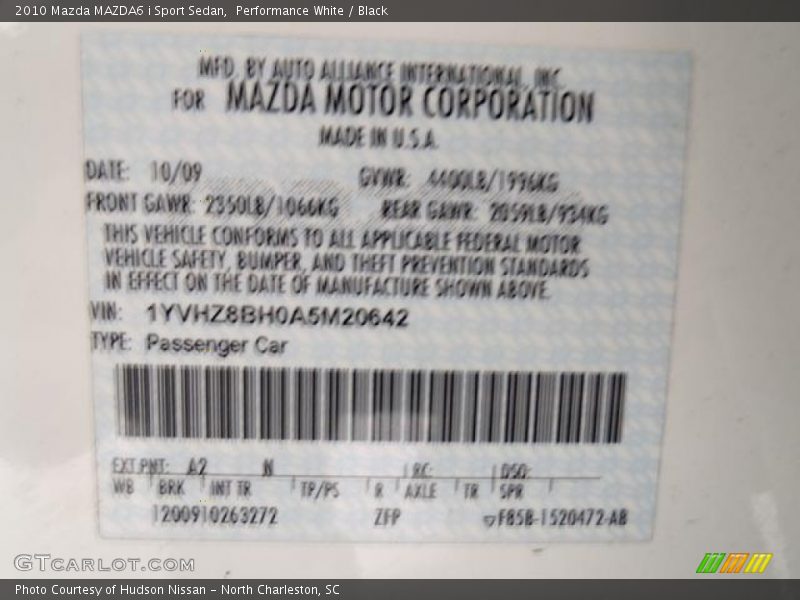 2010 Mazda MAZDA6 i Sport Sedan,  Performance White / Black
MFD. BY AUTO ALLIANCE INTERNATIONAL, INC.
FOR MAZDA MOTOR CORPORATION
MADE IN U.S.A.
DATE: 10/09 GVWR: 4400LB/1996KG
FRONT GAWR: 2350LB/1066KG REAR GAWR: 2059LB/934KG
THIS VEHICLE CONFORMS TO ALL APPLICABLE FEDERAL MOTOR
VEHICLE SAFETY, BUMPER, AND THEFT PREVENTION STANDARDS
IN EFFECT ON THE DATE OF MANUFACTURE SHOWN ABOVE.
VIN: 1YVHZ8BH0A5M20642
TYPE: Passenger Car
EXT PNT: A2 N RC: DSO:
WB BRK INT TR TP/PS R AXLE TR SPR
1200910263272 ZFP F85B-1520472-AB
GTCARLOT.COM
Photo Courtesy of Hudson Nissan - North Charleston, SC